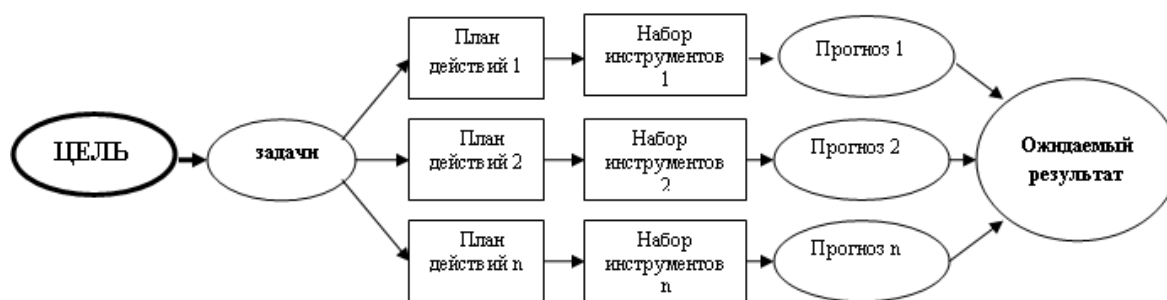 ЦЕЛЬ
задачи
План
действий 1
Набор
инструментов
1
Прогноз 1
План
действий 2
Набор
инструментов
2
Прогноз 2
План
действий n
Набор
инструментов
n
Прогноз n
Ожидаемый
результат